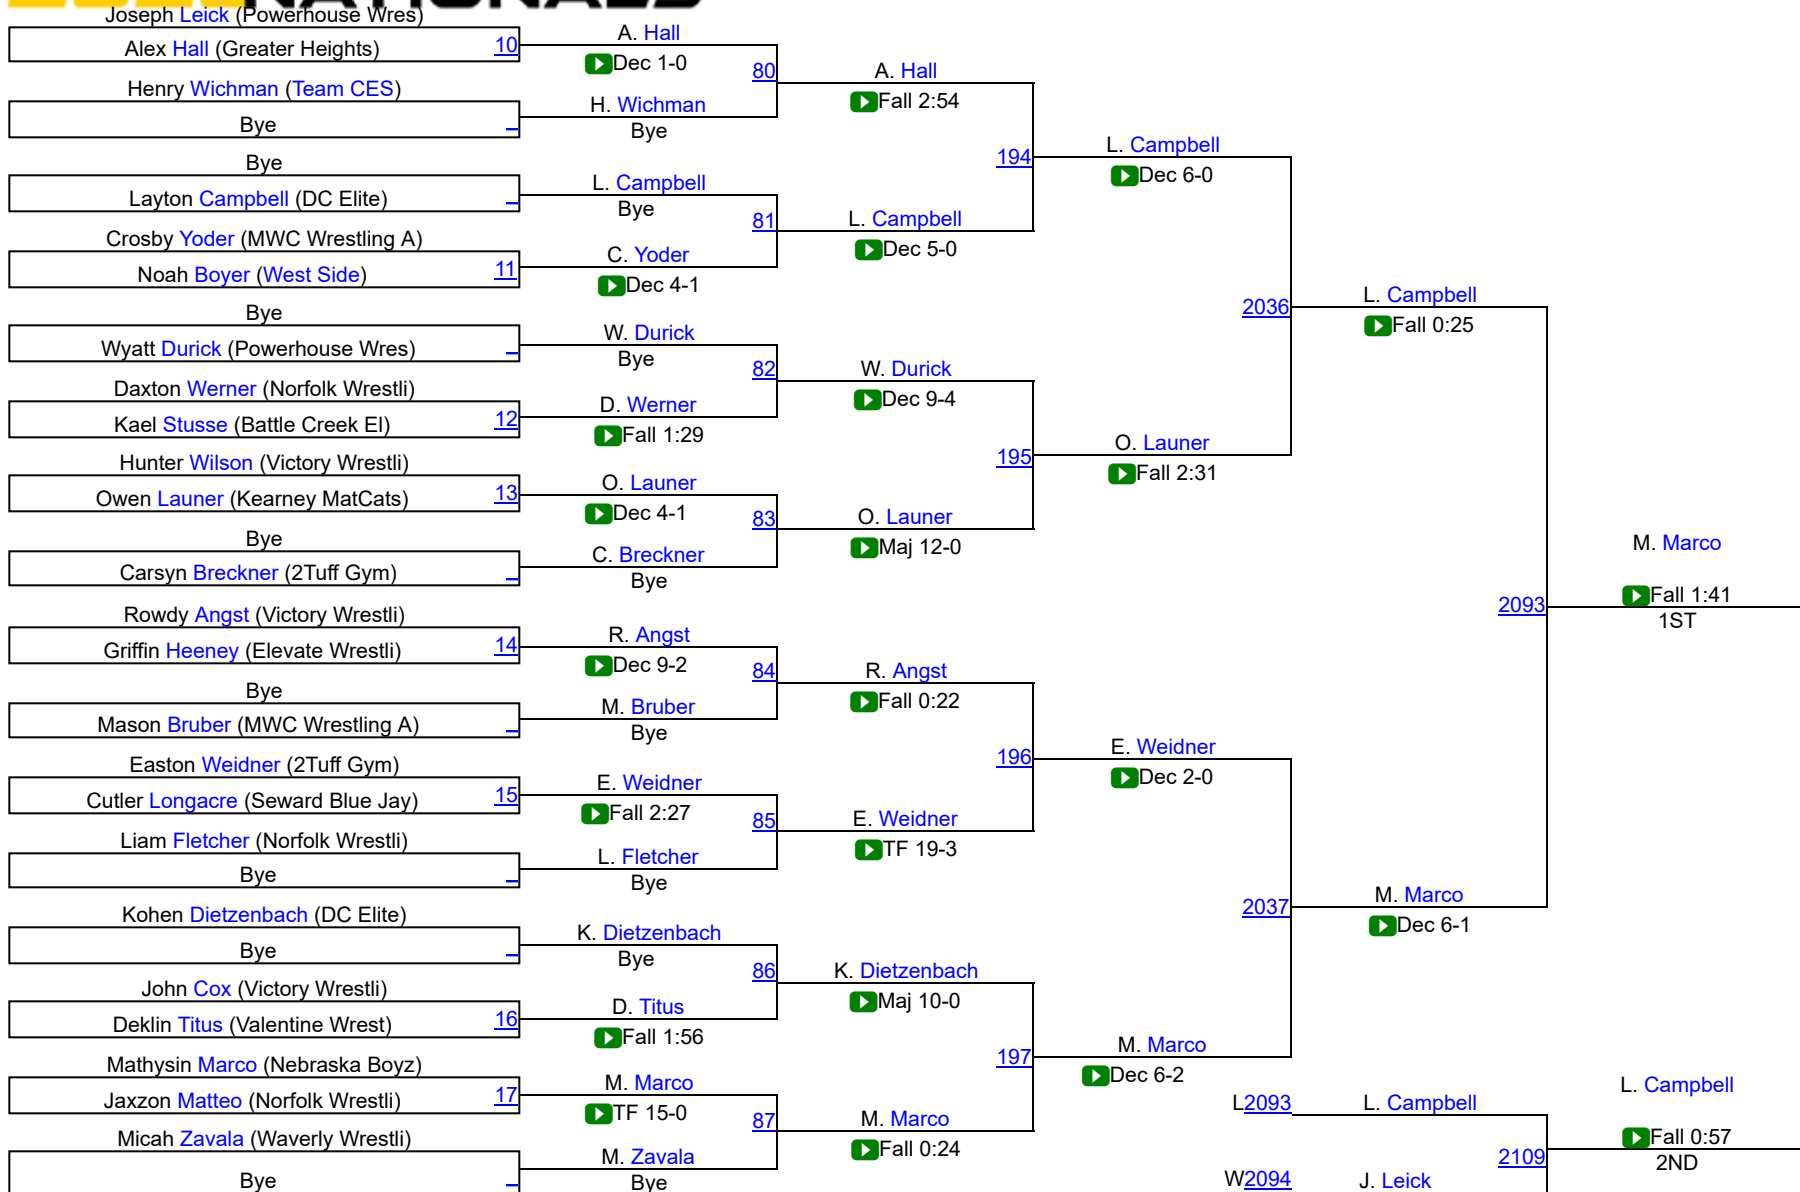 NATIONALS
Joseph Leick (Powerhouse Wres)
Alex Hall (Greater Heights)
10
Henry Wichman (Team CES)
Bye
Bye
Layton Campbell (DC Elite)
Crosby Yoder (MWC Wrestling A)
Noah Boyer (West Side)
11
Bye
Wyatt Durick (Powerhouse Wres)
Daxton Werner (Norfolk Wrestli)
Kael Stusse (Battle Creek El)
12
Hunter Wilson (Victory Wrestli)
Owen Launer (Kearney MatCats)
13
Bye
Carsyn Breckner (2Tuff Gym)
Rowdy Angst (Victory Wrestli)
Griffin Heeney (Elevate Wrestli)
14
Bye
Mason Bruber (MWC Wrestling A)
Easton Weidner (2Tuff Gym)
Cutler Longacre (Seward Blue Jay)
15
Liam Fletcher (Norfolk Wrestli)
Bye
Kohen Dietzenbach (DC Elite)
Bye
John Cox (Victory Wrestli)
Deklin Titus (Valentine Wrest)
16
Mathysin Marco (Nebraska Boyz)
Jaxzon Matteo (Norfolk Wrestli)
17
Micah Zavala (Waverly Wrestli)
Bye
A. Hall
Dec 1-0
80
H. Wichman
Bye
L. Campbell
Bye
81
C. Yoder
Dec 4-1
W. Durick
Bye
82
D. Werner
Fall 1:29
O. Launer
Dec 4-1
83
C. Breckner
Bye
R. Angst
Dec 9-2
84
M. Bruber
Bye
E. Weidner
Fall 2:27
85
L. Fletcher
Bye
K. Dietzenbach
Bye
86
D. Titus
Fall 1:56
M. Marco
TF 15-0
87
M. Zavala
Bye
A. Hall
Fall 2:54
194
L. Campbell
Dec 5-0
W. Durick
Dec 9-4
195
O. Launer
Maj 12-0
R. Angst
Fall 0:22
196
E. Weidner
TF 19-3
K. Dietzenbach
Maj 10-0
197
M. Marco
Fall 0:24
L. Campbell
Dec 6-0
2036
O. Launer
Fall 2:31
E. Weidner
Dec 2-0
2037
M. Marco
Dec 6-2
L. Campbell
Fall 0:25
2093
M. Marco
Dec 6-1
M. Marco
Fall 1:41
1ST
L2093
L. Campbell
2109
W2094
J. Leick
L. Campbell
Fall 0:57
2ND